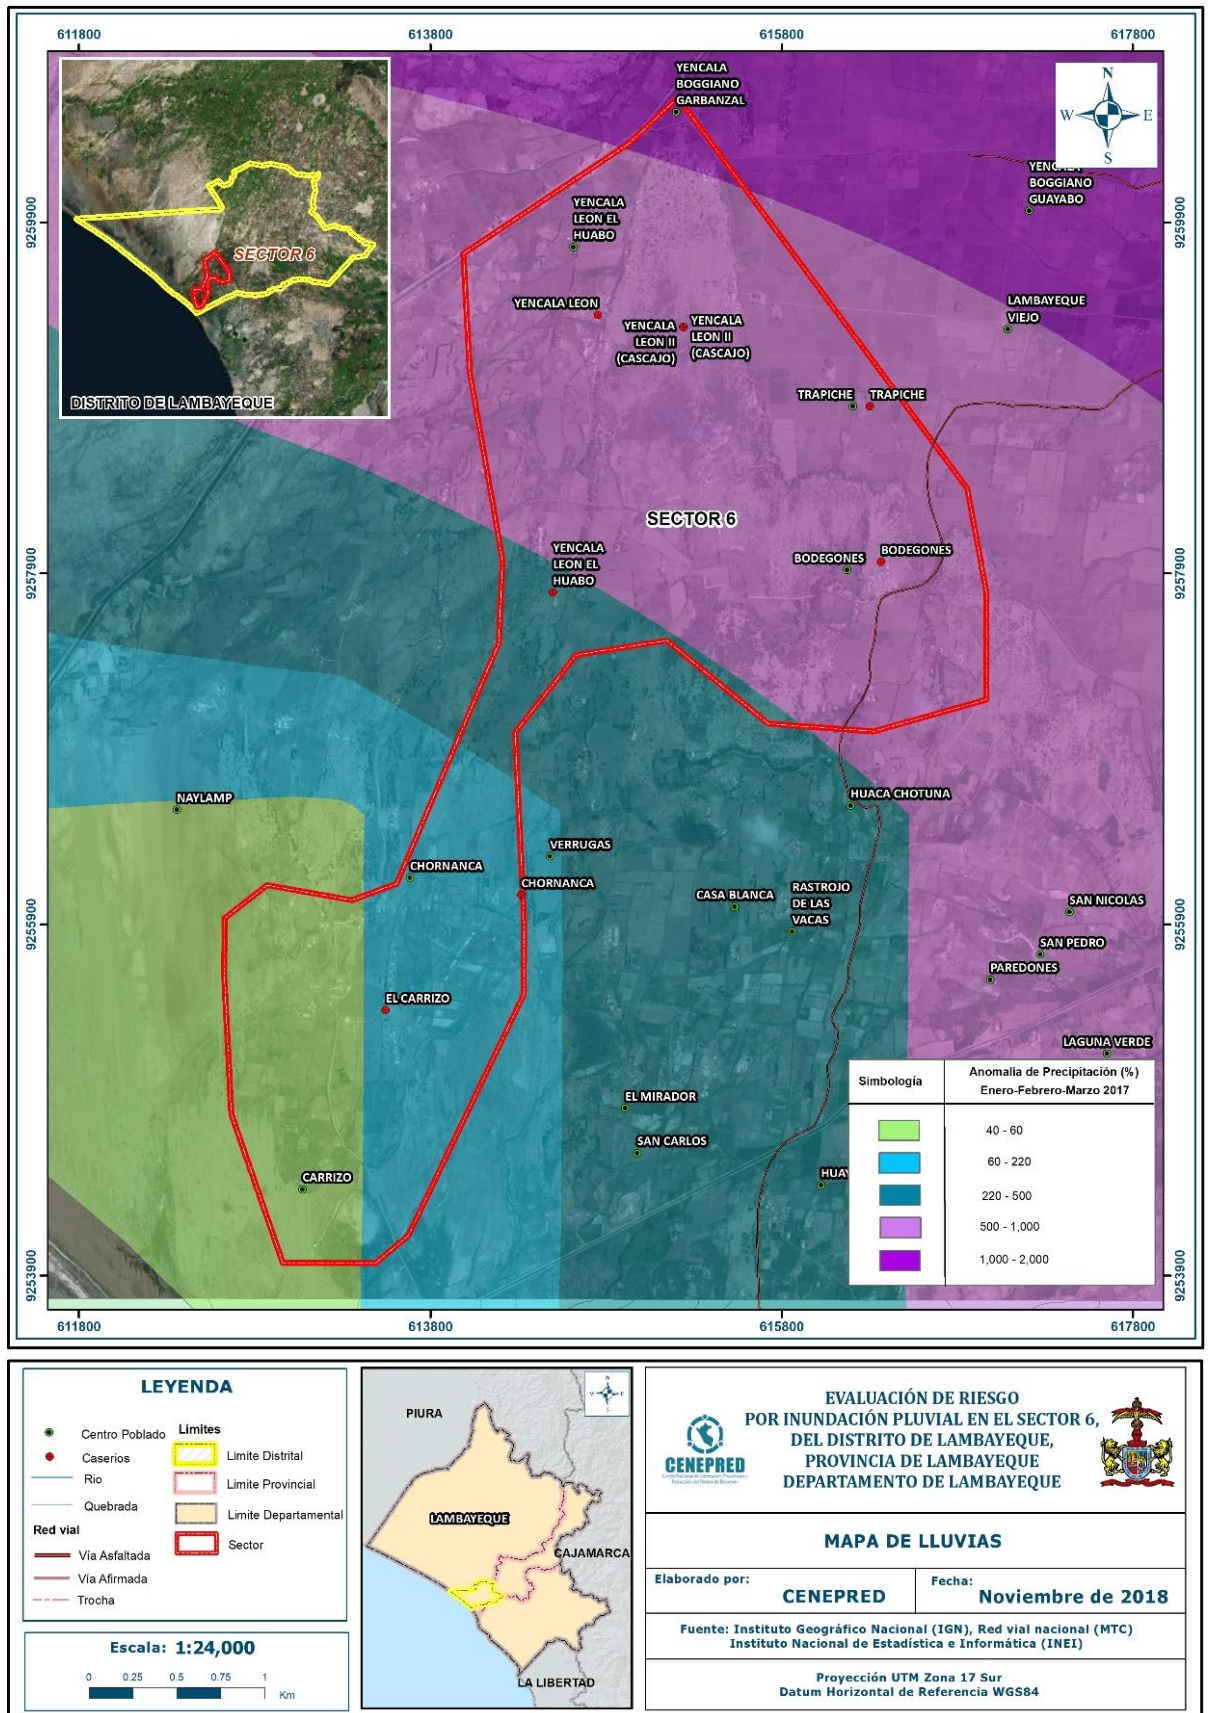 611800
613800
615800
617800
9259900
9257900
9255900
9253900
9259900
9257900
9255900
9253900
611800
613800
615800
617800
SECTOR 6
DISTRITO DE LAMBAYEQUE
N
W
E
S
YENCALA
BOGGIANO
GARBANZAL
YENCALA
BOGGIANO
GUAYABO
YENCALA
LEON EL
HUABO
YENCALA LEON
YENCALA
LEON II
(CASCAJO)
YENCALA
LEON II
(CASCAJO)
LAMBAYEQUE
VIEJO
TRAPICHE
TRAPICHE
SECTOR 6
YENCALA
LEON EL
HUABO
BODEGONES
BODEGONES
NAYLAMP
HUACA CHOTUNA
VERRUGAS
CHORNANCA
CHORNANCA
CASA BLANCA
RASTROJO
DE LAS
VACAS
SAN NICOLAS
SAN PEDRO
PAREDONES
EL CARRIZO
LAGUNA VERDE
EL MIRADOR
SAN CARLOS
CARRIZO
HUAY
Simbología
Anomalía de Precipitación (%)
Enero-Febrero-Marzo 2017
40 - 60
60 - 220
220 - 500
500 - 1,000
1,000 - 2,000
LEYENDA
Centro Poblado
Caserios
Rio
Quebrada
Red vial
Vía Asfaltada
Vía Afirmada
Trocha
Límites
Limite Distrital
Limite Provincial
Limite Departamental
Sector
Escala: 1:24,000
0 0.25 0.5 0.75 1
Km
PIURA
N
W
E
S
LAMBAYEQUE
CAJAMARCA
LA LIBERTAD
CENEPRED
EVALUACIÓN DE RIESGO
POR INUNDACIÓN PLUVIAL EN EL SECTOR 6,
DEL DISTRITO DE LAMBAYEQUE,
PROVINCIA DE LAMBAYEQUE
DEPARTAMENTO DE LAMBAYEQUE
MAPA DE LLUVIAS
Elaborado por:
CENEPRED
Fecha:
Noviembre de 2018
Fuente: Instituto Geográfico Nacional (IGN), Red vial nacional (MTC)
Instituto Nacional de Estadística e Informática (INEI)
Proyección UTM Zona 17 Sur
Datum Horizontal de Referencia WGS84